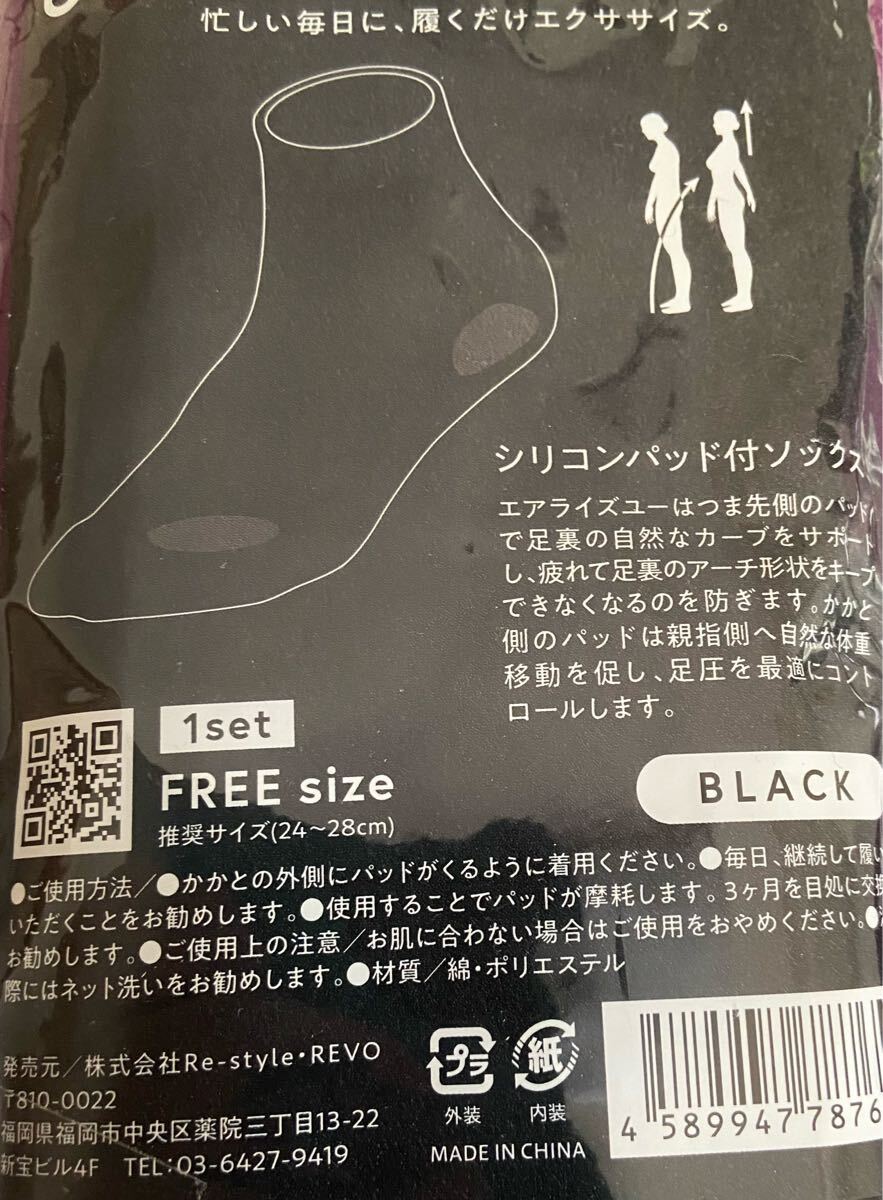 忙しい毎日に、履くだけエクササイズ。
シリコンパッド付ソックス
エアライズユーはつま先側のパッド
で足裏の自然なカーブをサポート
し、疲れて足裏のアーチ形状をキープ
できなくなるのを防ぎます。かかと
側のパッドは親指側へ自然な体重
移動を促し、足圧を最適にコント
ロールします。
1set
FREE size
推奨サイズ(24~28cm)
BLACK
●ご使用方法/●かかとの外側にパッドがくるように着用ください。●毎日、継続して履い
いただくことをお勧めします。●使用することでパッドが摩耗します。3ヶ月を目処に交換
お勧めします。●ご使用上の注意/お肌に合わない場合はご使用をおやめください。●
際にはネット洗いをお勧めします。●材質/綿・ポリエステル
発売元/株式会社Re-style・REVO
〒810-0022
福岡県福岡市中央区薬院三丁目13-22
新宝ビル4F TEL:03-6427-9419
プラ
外装
紙
内装
MADE IN CHINA
4 589947 7876